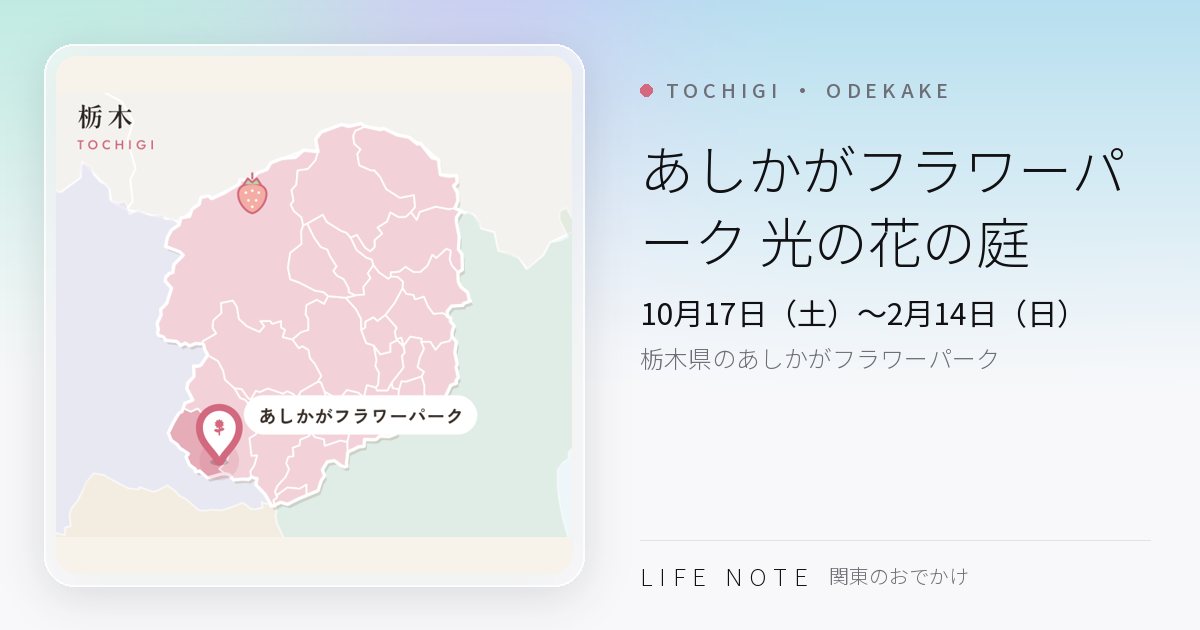 栃木
TOCHIGI
あしかがフラワーパーク
TOCHIGI • ODEKAKE
あしかがフラワーパ
ーク 光の花の庭
10月17日（土）〜2月14日（日）
栃木県のあしかがフラワーパーク
LIFE NOTE 関東のおでかけ